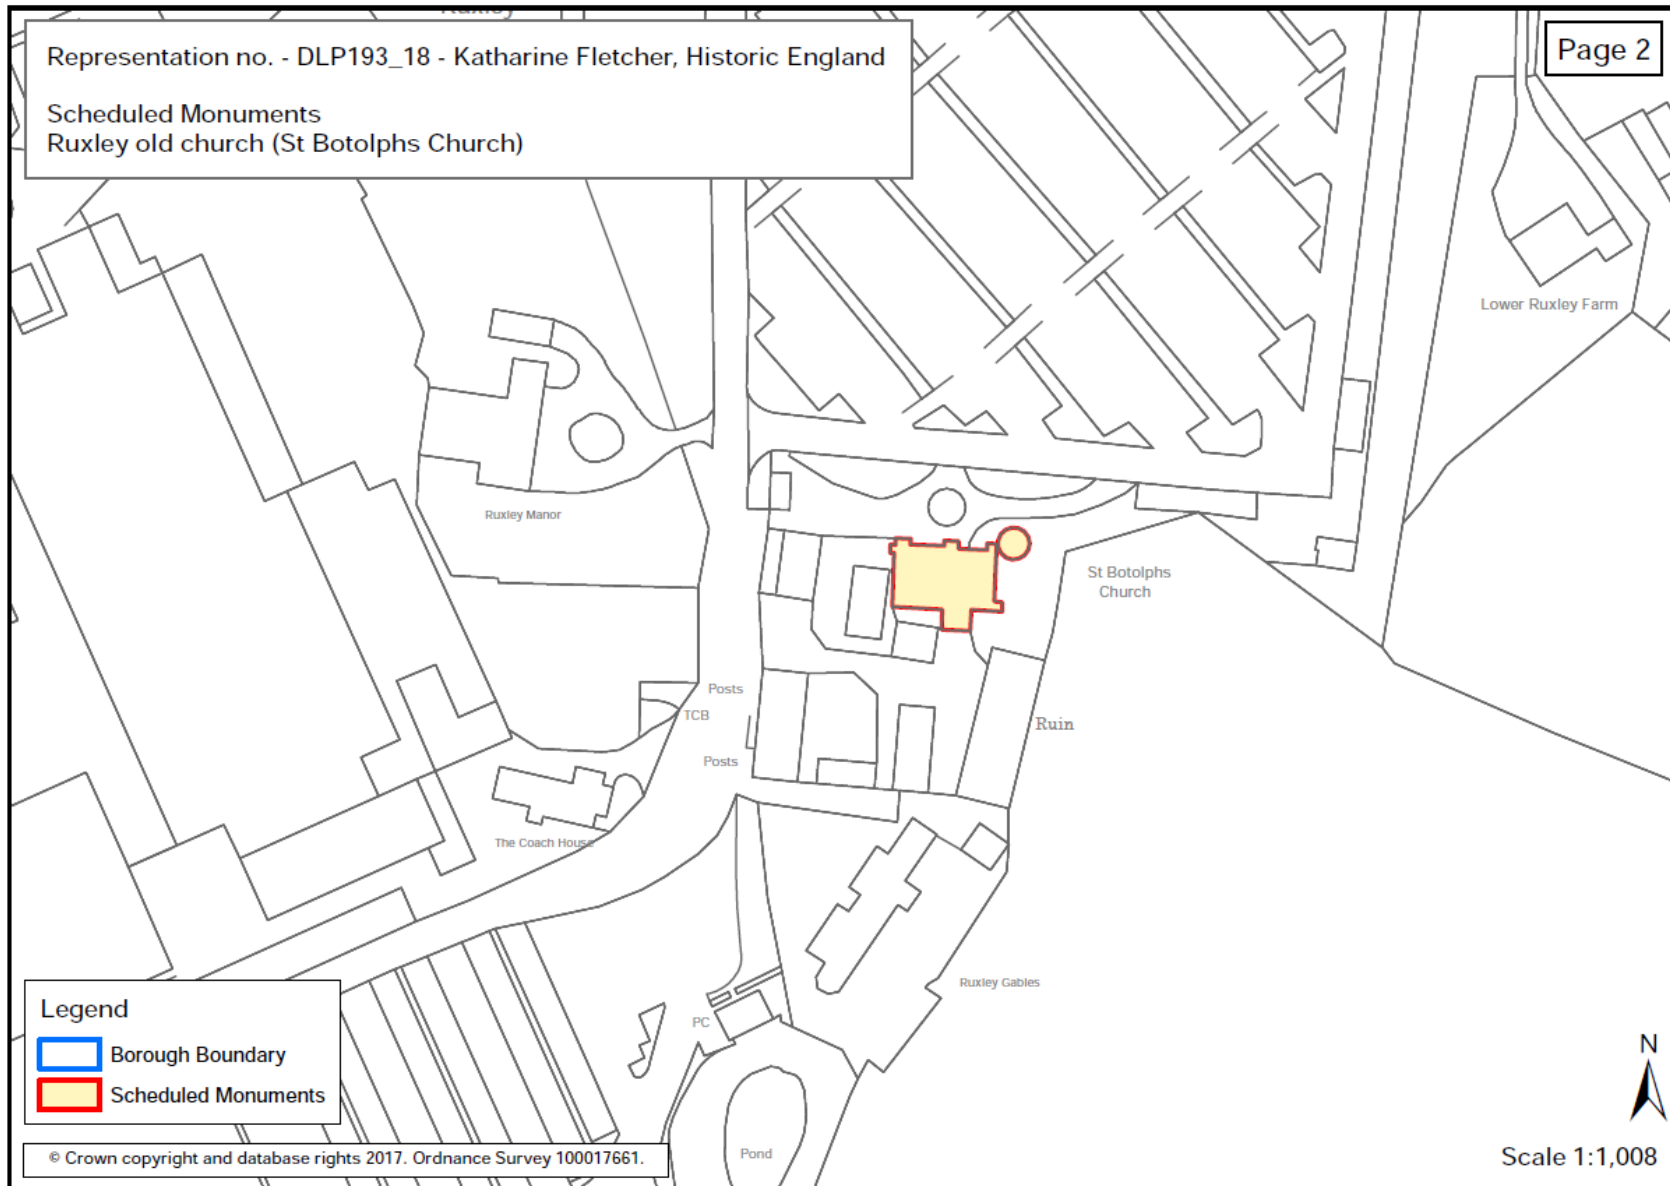 Ruxley
Representation no. - DLP193_18 - Katharine Fletcher, Historic England
Scheduled Monuments
Ruxley old church (St Botolphs Church)
Page 2
Lower Ruxley Farm
Ruxley Manor
St Botolphs
Church
Posts
TCB
Ruin
Posts
The Coach House
Ruxley Gables
PC
Pond
Legend
Borough Boundary
Scheduled Monuments
© Crown copyright and database rights 2017. Ordnance Survey 100017661.
N
Scale 1:1,008